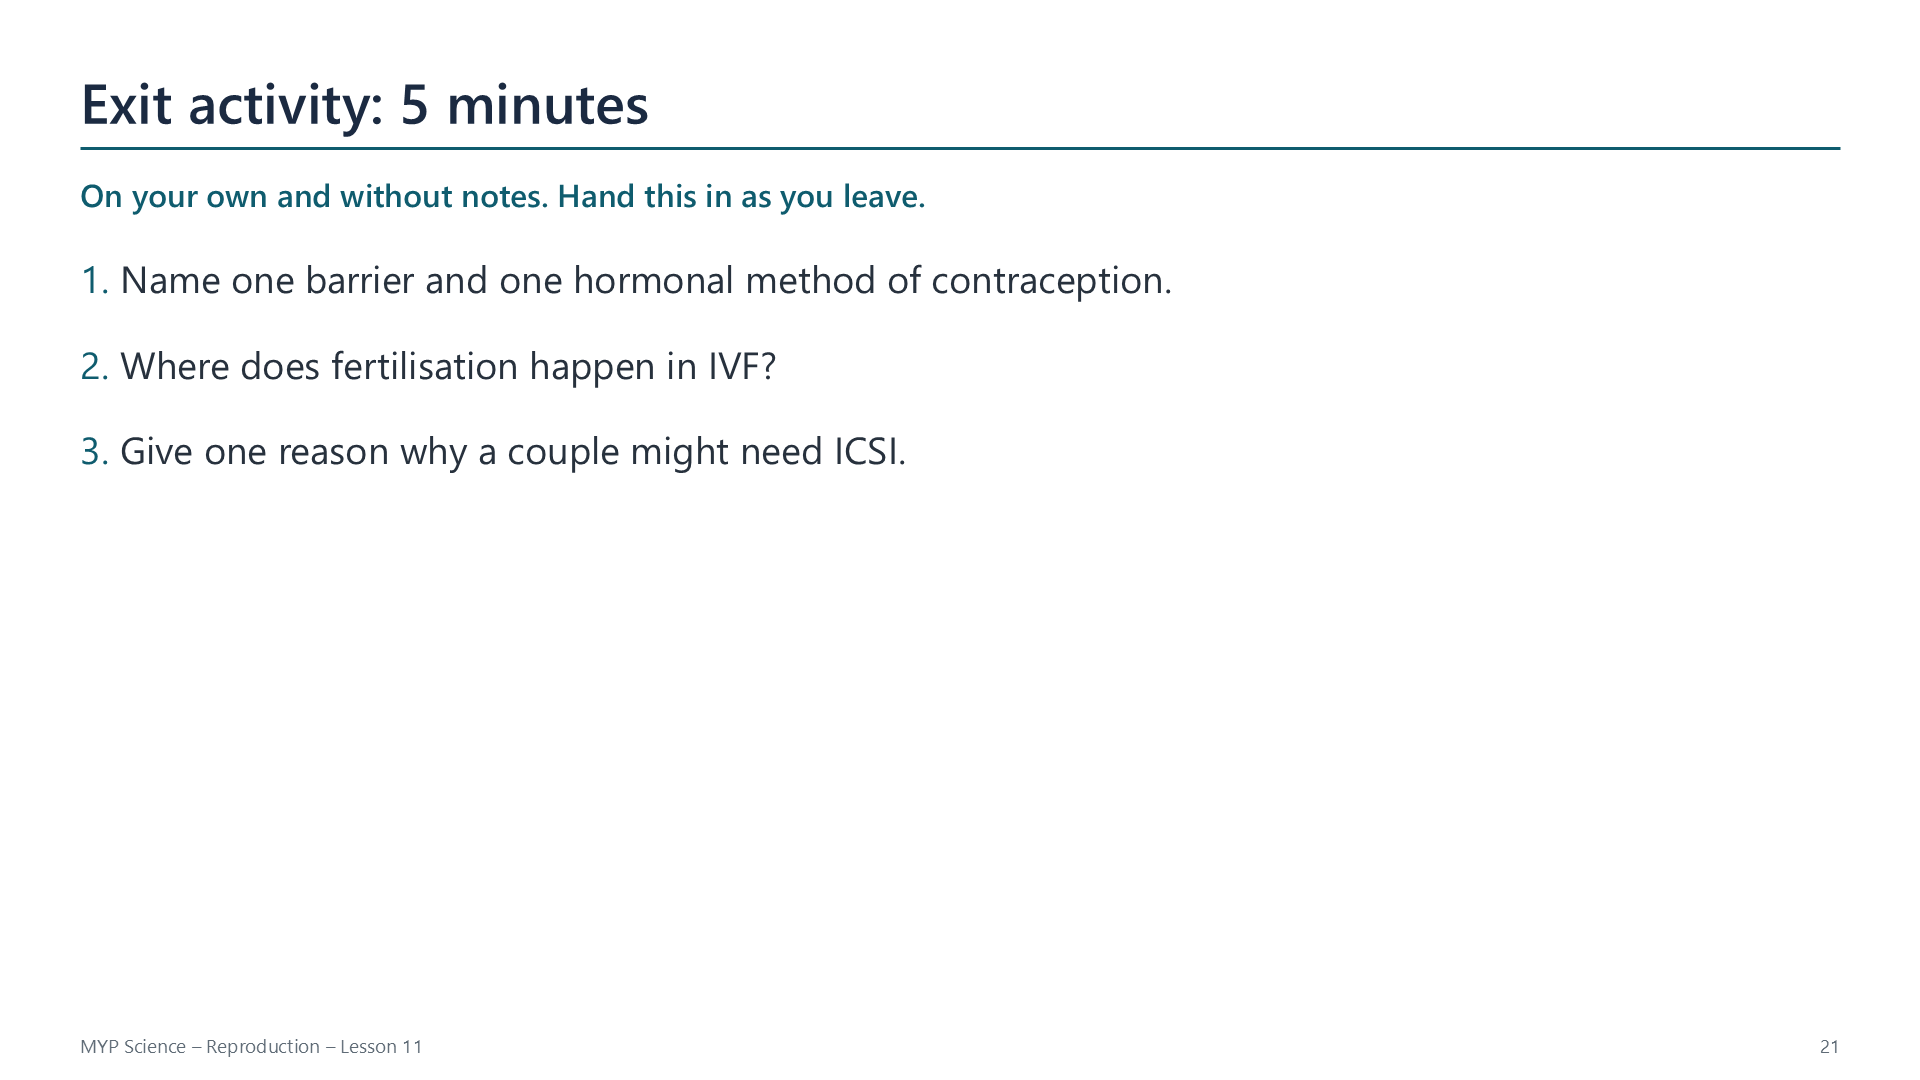 Exit activity: 5 minutes
On your own and without notes. Hand this in as you leave.
1. Name one barrier and one hormonal method of contraception.
2. Where does fertilisation happen in IVF?
3. Give one reason why a couple might need ICSI.
MYP Science – Reproduction – Lesson 11
21